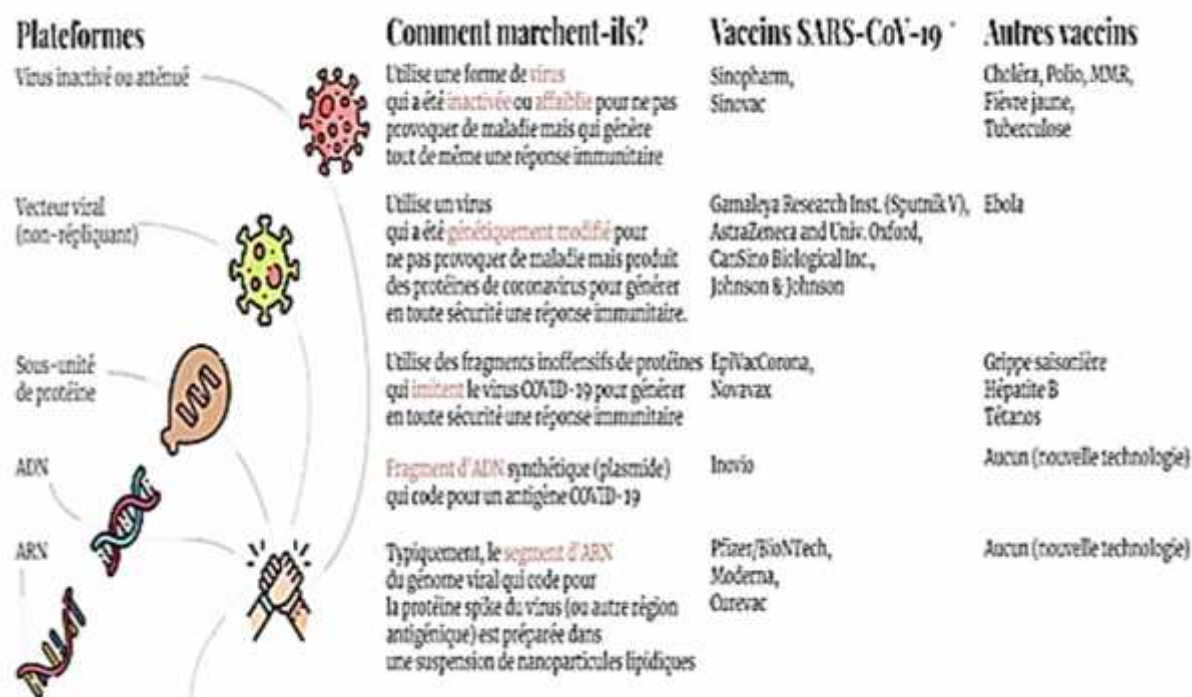 Plateformes
Comment marchent-ils?
Vaccins SARS-CoV-19 *
Autres vaccins
Virus inactivé ou atténué
Utilise une forme de virus
qui a été inactivée ou affaiblie pour ne pas
provoquer de maladie mais qui génère
tout de même une réponse immunitaire
Sinopharm,
Sinovac
Choléra, Polio, MMR,
Fièvre jaune,
Tuberculose
Vecteur viral
(non-répliquant)
Utilise un virus
qui a été génétiquement modifié pour
ne pas provoquer de maladie mais produit
des protéines de coronavirus pour générer
en toute sécurité une réponse immunitaire.
Gamaleya Research Inst. (Sputnik V),
AstraZeneca and Univ. Oxford,
CanSino Biological Inc.,
Johnson & Johnson
Ebola
Sous-unité
de protéine
Utilise des fragments inoffensifs de protéines
qui imitent le virus COVID-19 pour générer
en toute sécurité une réponse immunitaire
EpiVacCorona,
Novavax
Grippe saisonière
Hépatite B
Tétanos
ADN
Fragment d'ADN synthétique (plasmide)
qui code pour un antigène COVID-19
Inovio
Aucun (nouvelle technologie)
ARN
Typiquement, le segment d'ARN
du génome viral qui code pour
la protéine spike du virus (ou autre région
antigénique) est préparée dans
une suspension de nanoparticules lipidiques
Pfizer/BioNTech,
Moderna,
Curevac
Aucun (nouvelle technologie)